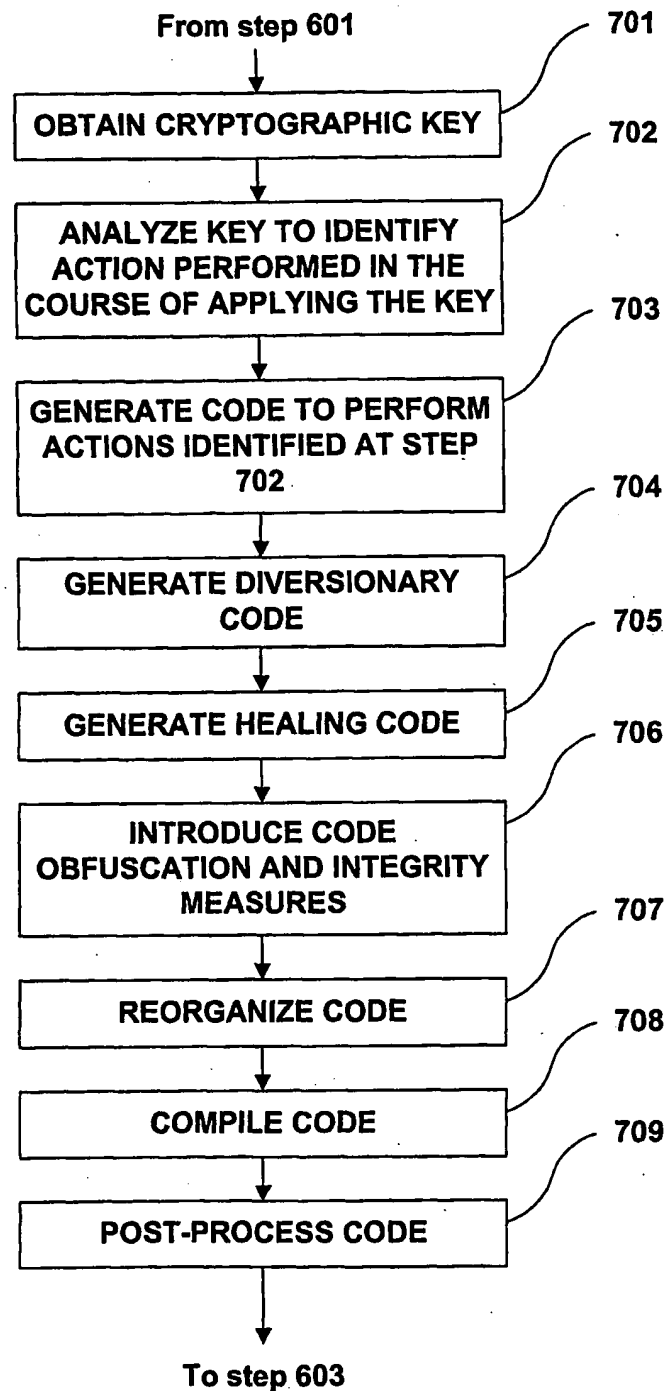 From step 601
701
OBTAIN CRYPTOGRAPHIC KEY
702
ANALYZE KEY TO IDENTIFY
ACTION PERFORMED IN THE
COURSE OF APPLYING THE KEY
703
GENERATE CODE TO PERFORM
ACTIONS IDENTIFIED AT STEP
702
704
GENERATE DIVERSIONARY
CODE
705
GENERATE HEALING CODE
706
INTRODUCE CODE
OBFUSCATION AND INTEGRITY
MEASURES
707
REORGANIZE CODE
708
COMPILE CODE
709
POST-PROCESS CODE
To step 603